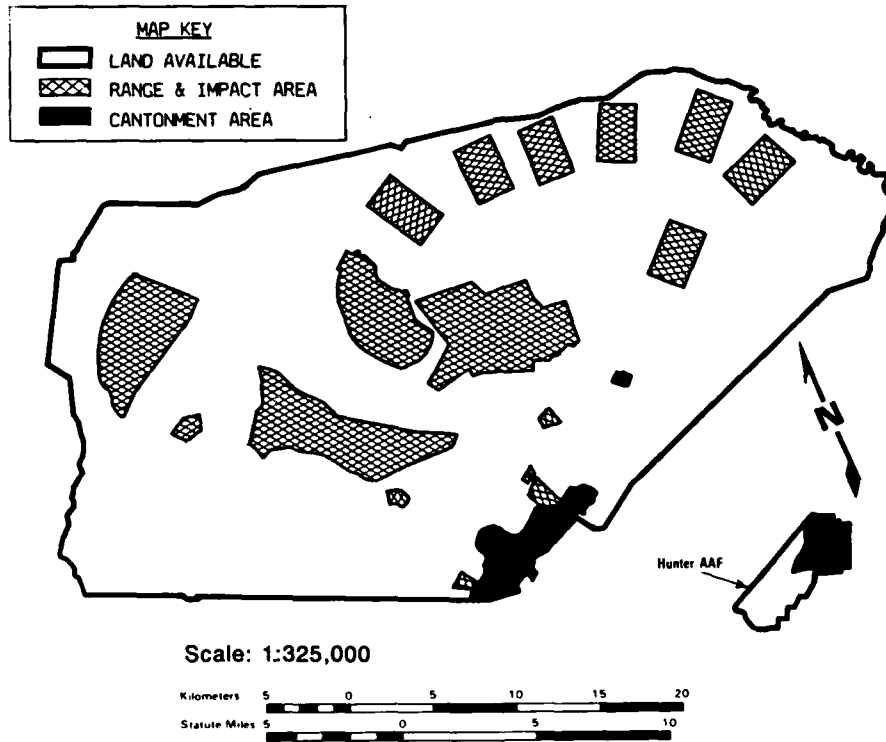 MAP KEY
LAND AVAILABLE
RANGE & IMPACT AREA
CANTONMENT AREA
N
Hunter AAF
Scale: 1:325,000
Kilometers 5 0 5 10 15 20
Statute Miles 5 0 5 10